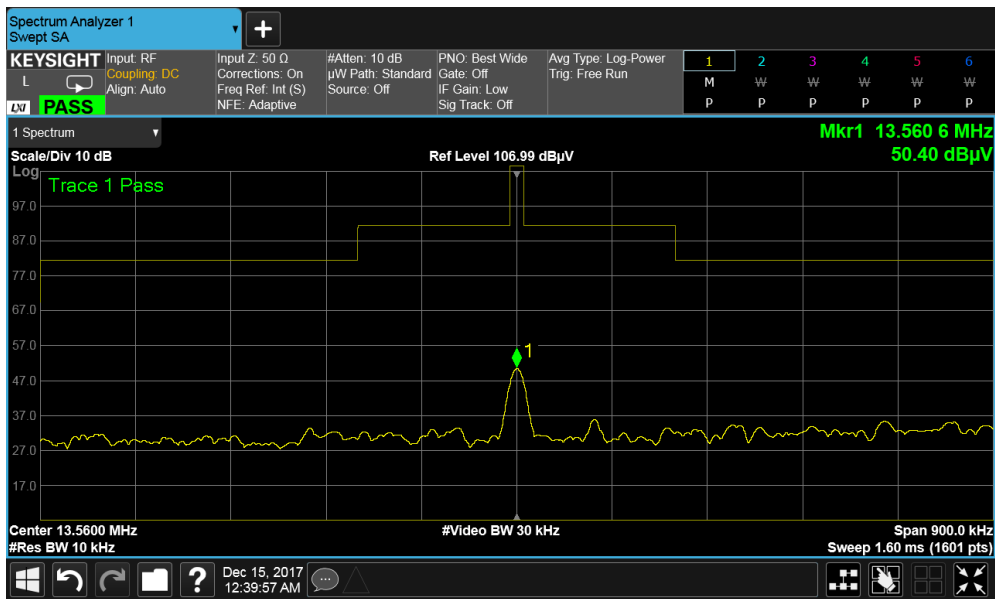 Spectrum Analyzer 1
Swept SA
+
KEYSIGHT
L
LXI PASS
Input: RF
Coupling: DC
Align: Auto
Input Z: 50 Ω
Corrections: On
Freq Ref: Int (S)
NFE: Adaptive
#Atten: 10 dB
µW Path: Standard
Source: Off
PNO: Best Wide
Gate: Off
IF Gain: Low
Sig Track: Off
Avg Type: Log-Power
Trig: Free Run
1 2 3 4 5 6
M W W W W W
P P P P P P
1 Spectrum
Mkr1 13.560 6 MHz
Scale/Div 10 dB
Ref Level 106.99 dBµV
50.40 dBµV
Log
Trace 1 Pass
97.0
87.0
77.0
67.0
57.0
1
47.0
37.0
27.0
17.0
Center 13.5600 MHz
#Video BW 30 kHz
Span 900.0 kHz
#Res BW 10 kHz
Sweep 1.60 ms (1601 pts)
?
Dec 15, 2017
12:39:57 AM